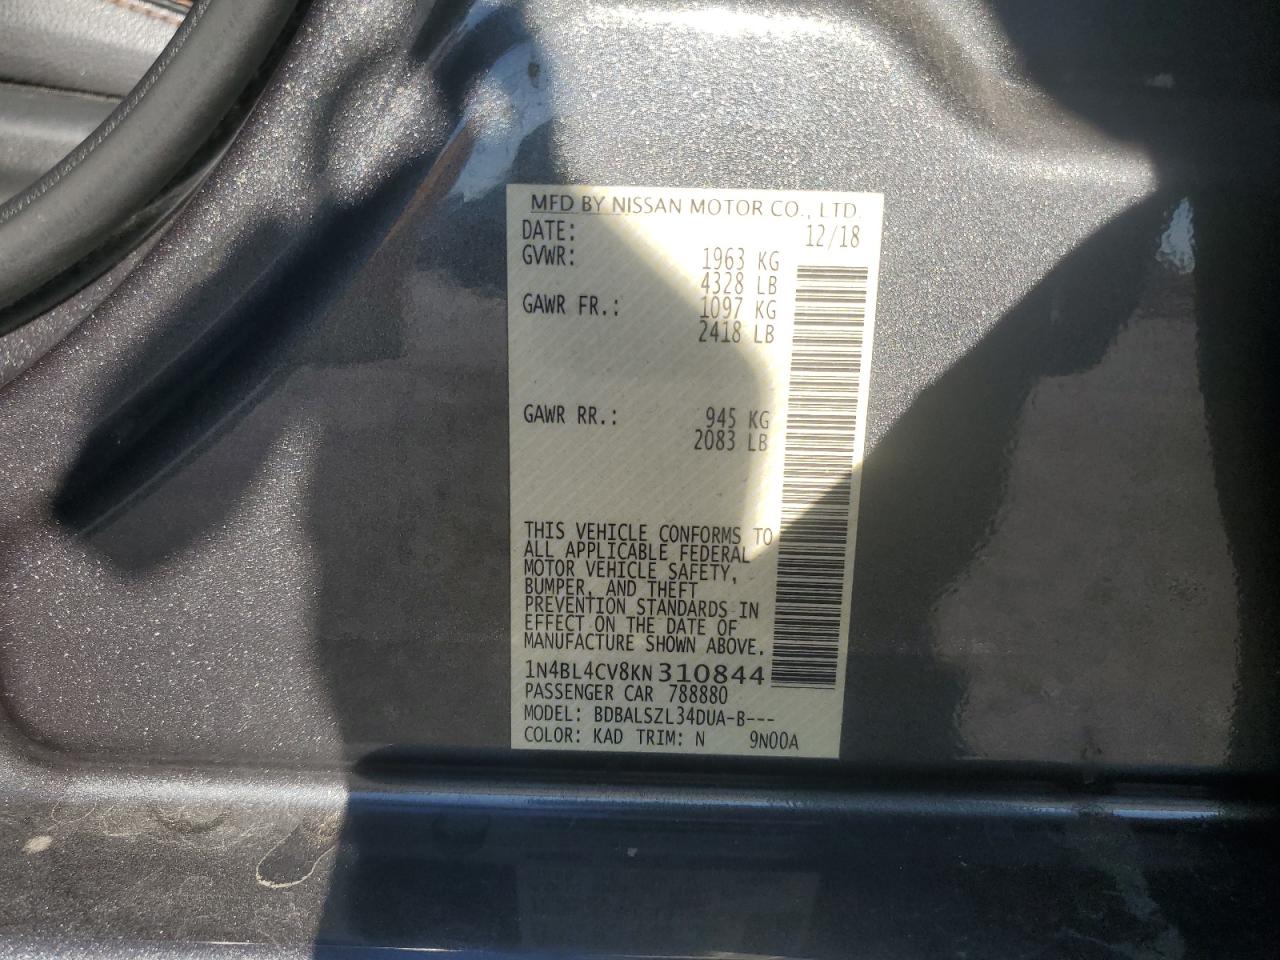 MFD BY NISSAN MOTOR CO., LTD.
DATE: 12/18
GVWR: 1963 KG
4328 LB
GAWR FR.: 1097 KG
2418 LB
GAWR RR.: 945 KG
2083 LB
THIS VEHICLE CONFORMS TO
ALL APPLICABLE FEDERAL
MOTOR VEHICLE SAFETY,
BUMPER, AND THEFT
PREVENTION STANDARDS IN
EFFECT ON THE DATE OF
MANUFACTURE SHOWN ABOVE.
1N4BL4CV8KN310844
PASSENGER CAR 788880
MODEL: BDBALSZL34DUA-B---
COLOR: KAD TRIM: N 9N00A